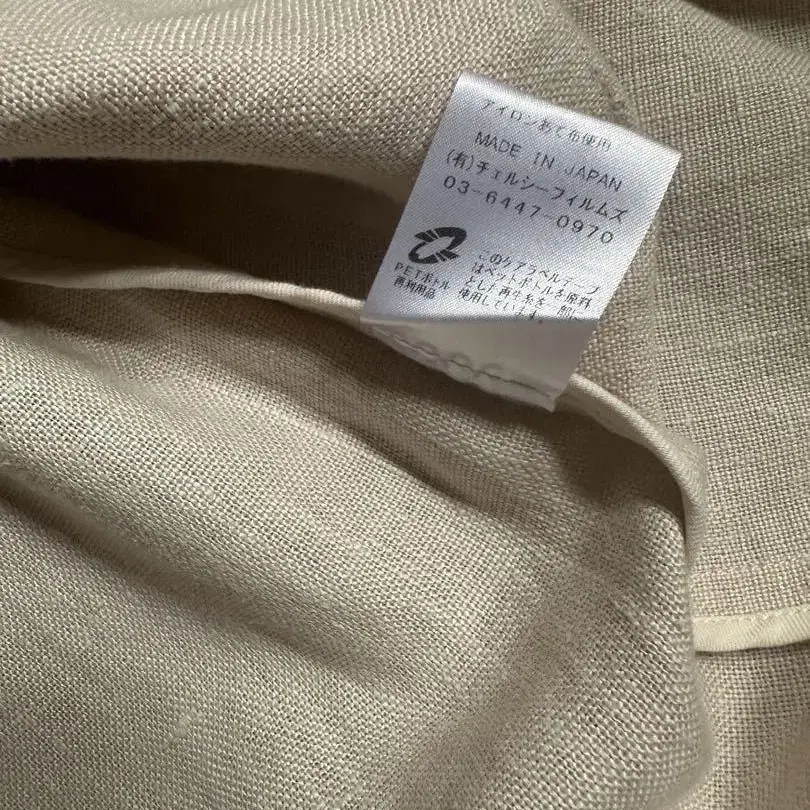 アイロンあて布使用
MADE IN JAPAN
(有)チェルシーフィルムズ
03-6447-0970
PETボトル
再利用品
このケアラベルテープ
はペットボトルを原料
とした再生糸を一部に
使用しています。